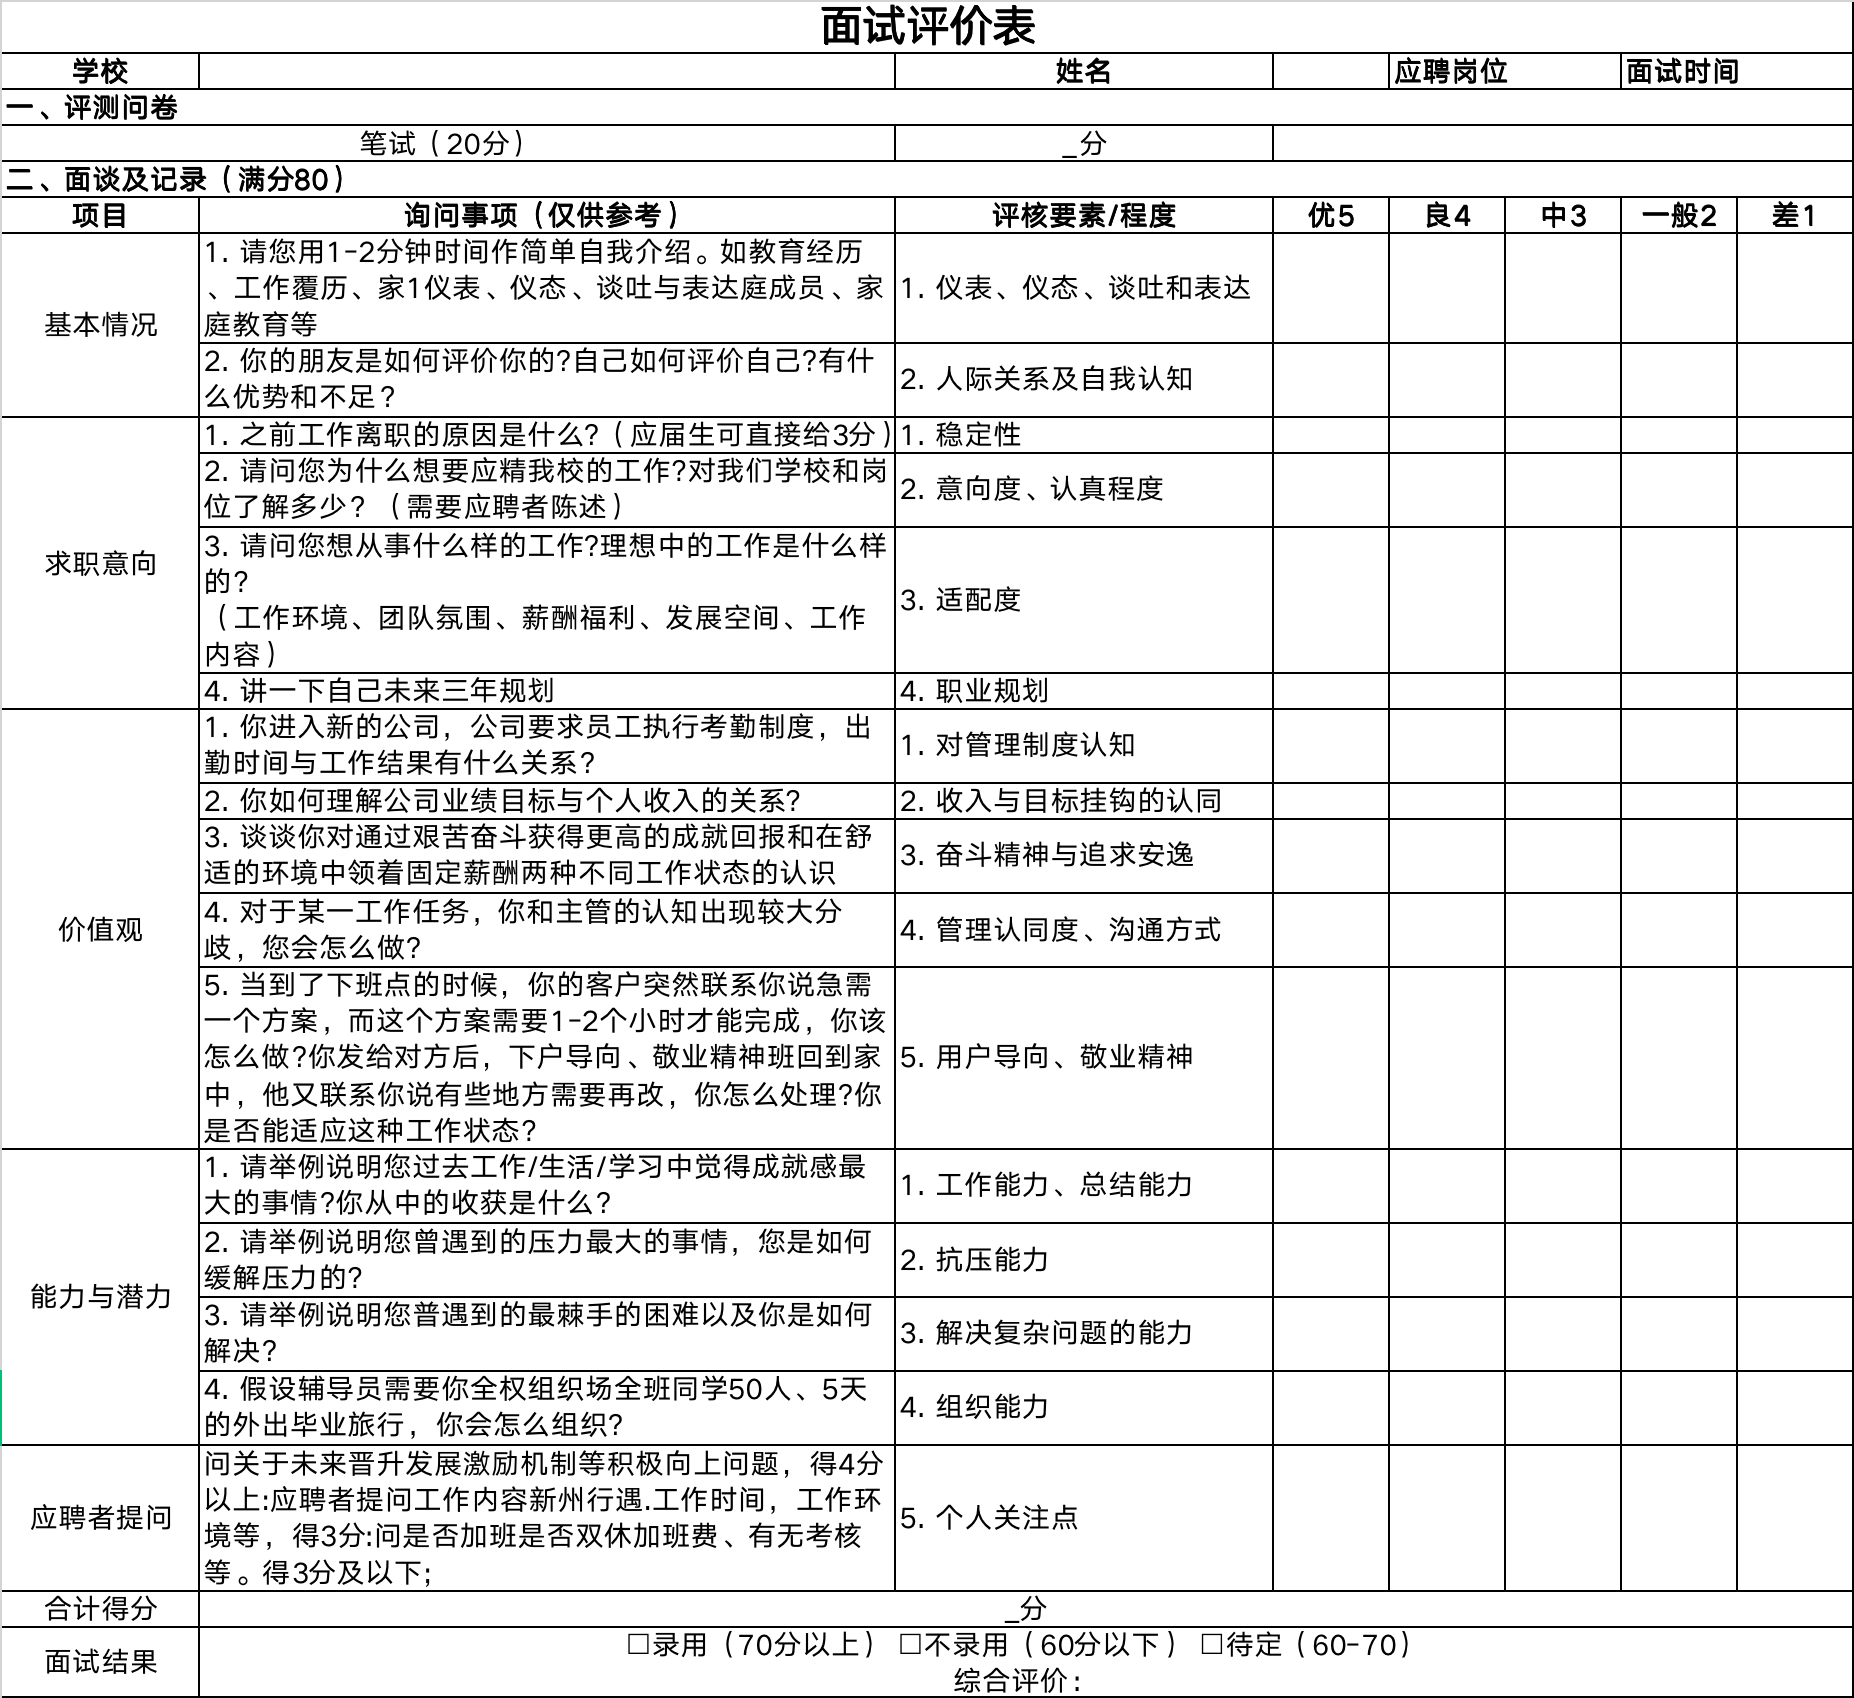 面试评价表
学校 姓名 应聘岗位 面试时间
一、评测问卷
笔试（20分） _分
二、面谈及记录（满分80）
项目 询问事项（仅供参考） 评核要素/程度 优5 良4 中3 一般2 差1
基本情况
1. 请您用1-2分钟时间作简单自我介绍。如教育经历
、工作覆历、家1仪表、仪态、谈吐与表达庭成员、家
庭教育等
1. 仪表、仪态、谈吐和表达
2. 你的朋友是如何评价你的?自己如何评价自己?有什
么优势和不足?
2. 人际关系及自我认知
求职意向
1. 之前工作离职的原因是什么?（应届生可直接给3分）
1. 稳定性
2. 请问您为什么想要应精我校的工作?对我们学校和岗
位了解多少? （需要应聘者陈述）
2. 意向度、认真程度
3. 请问您想从事什么样的工作?理想中的工作是什么样
的?
（工作环境、团队氛围、薪酬福利、发展空间、工作
内容）
3. 适配度
4. 讲一下自己未来三年规划
4. 职业规划
价值观
1. 你进入新的公司，公司要求员工执行考勤制度，出
勤时间与工作结果有什么关系?
1. 对管理制度认知
2. 你如何理解公司业绩目标与个人收入的关系?
2. 收入与目标挂钩的认同
3. 谈谈你对通过艰苦奋斗获得更高的成就回报和在舒
适的环境中领着固定薪酬两种不同工作状态的认识
3. 奋斗精神与追求安逸
4. 对于某一工作任务，你和主管的认知出现较大分
歧，您会怎么做?
4. 管理认同度、沟通方式
5. 当到了下班点的时候，你的客户突然联系你说急需
一个方案，而这个方案需要1-2个小时才能完成，你该
怎么做?你发给对方后，下户导向、敬业精神班回到家
中，他又联系你说有些地方需要再改，你怎么处理?你
是否能适应这种工作状态?
5. 用户导向、敬业精神
能力与潜力
1. 请举例说明您过去工作/生活/学习中觉得成就感最
大的事情?你从中的收获是什么?
1. 工作能力、总结能力
2. 请举例说明您曾遇到的压力最大的事情，您是如何
缓解压力的?
2. 抗压能力
3. 请举例说明您普遇到的最棘手的困难以及你是如何
解决?
3. 解决复杂问题的能力
4. 假设辅导员需要你全权组织场全班同学50人、5天
的外出毕业旅行，你会怎么组织?
4. 组织能力
应聘者提问
问关于未来晋升发展激励机制等积极向上问题，得4分
以上:应聘者提问工作内容新州行遇.工作时间，工作环
境等，得3分:问是否加班是否双休加班费、有无考核
等。得3分及以下;
5. 个人关注点
合计得分 _分
面试结果
☐录用（70分以上） ☐不录用（60分以下） ☐待定（60-70）
综合评价：